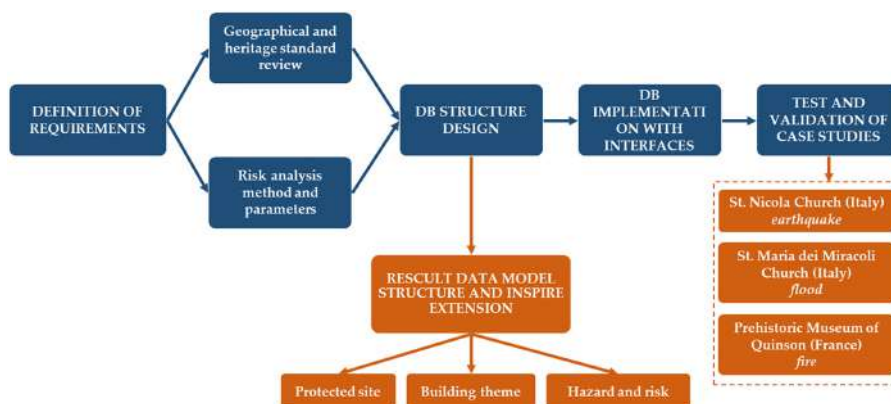 Geographical and
heritage standard
review
DEFINITION OF
REQUIREMENTS
Risk analysis
method and
parameters
DB STRUCTURE
DESIGN
DB
IMPLEMENTATI
ON WITH
INTERFACES
TEST AND
VALIDATION OF
CASE STUDIES
St. Nicola Church (Italy)
earthquake
St. Maria dei Miracoli
Church (Italy)
flood
Prehistoric Museum of
Quinson (France)
fire
RESCULT DATA MODEL
STRUCTURE AND INSPIRE
EXTENSION
Protected site
Building theme
Hazard and risk